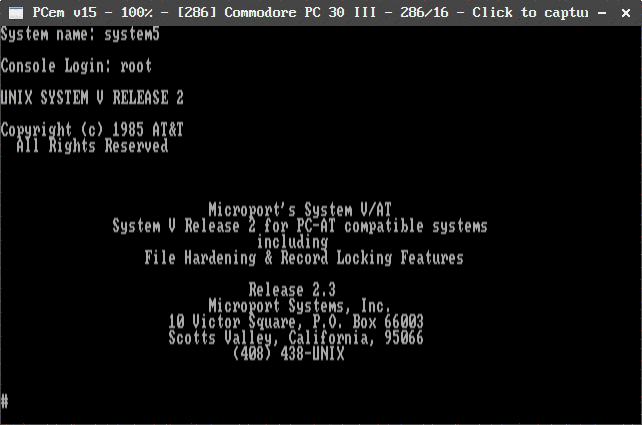 PCem v15 - 100% - [286] Commodore PC 30 III - 286/16 - Click to captur
System name: system5
Console Login: root
UNIX SYSTEM V RELEASE 2
Copyright (c) 1985 AT&T
All Rights Reserved
Microport's System V/AT
System V Release 2 for PC-AT compatible systems
including
File Hardening & Record Locking Features
Release 2.3
Microport Systems, Inc.
10 Victor Square, P.O. Box 66003
Scotts Valley, California, 95066
(408) 438-UNIX
#